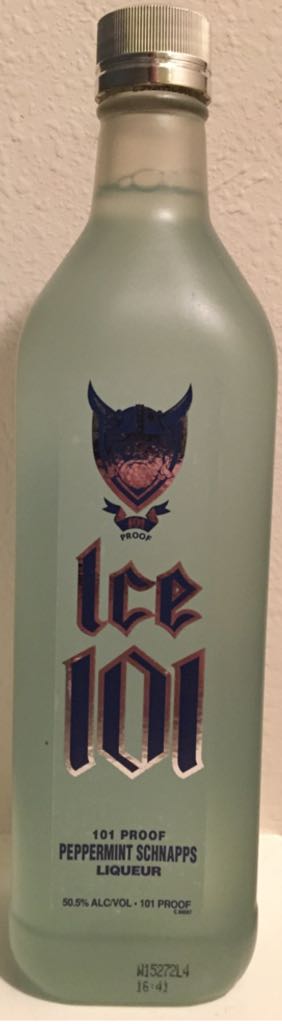 101
PROOF
Ice
101
101 PROOF
PEPPERMINT SCHNAPPS
LIQUEUR
50.5% ALC/VOL • 101 PROOF
W15272L4
16:41